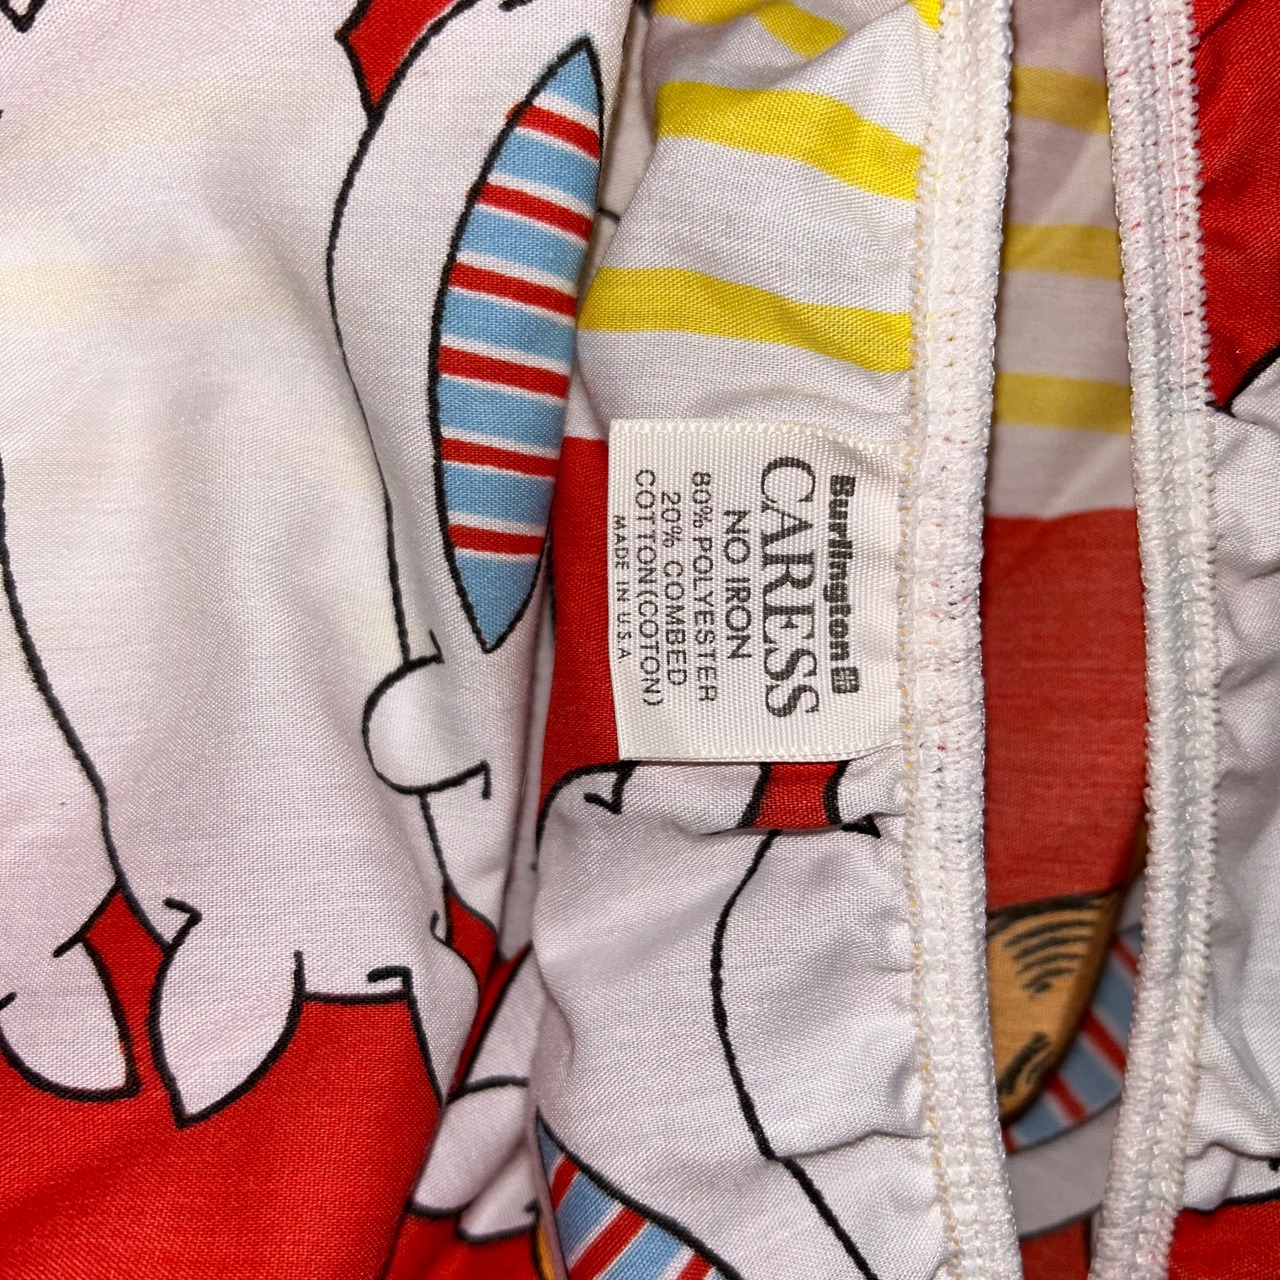 Burlington
CARESS
NO IRON
80% POLYESTER
20% COMBED
COTTON(COTON)
MADE IN U.S.A